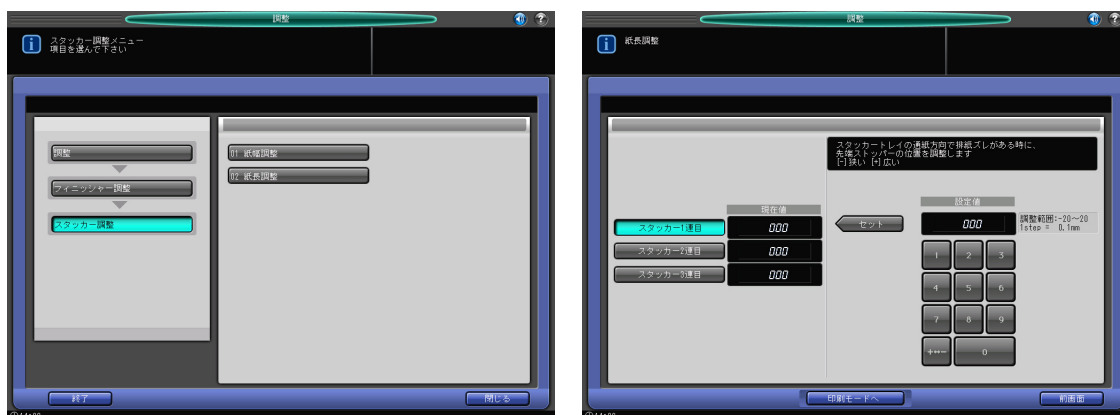 調整
スタッカー調整メニュー
項目を選んで下さい
調整
フィニッシャー調整
スタッカー調整
01 紙幅調整
02 紙長調整
終了
閉じる
調整
紙長調整
スタッカートレイの通紙方向で排紙ズレがある時に、
先端ストッパーの位置を調整します
[-]狭い [+]広い
現在値
スタッカー1連目 000
スタッカー2連目 000
スタッカー3連目 000
セット
設定値
000
調整範囲:-20～20
1step = 0.1mm
1 2 3
4 5 6
7 8 9
+↔- 0
印刷モードへ
前画面